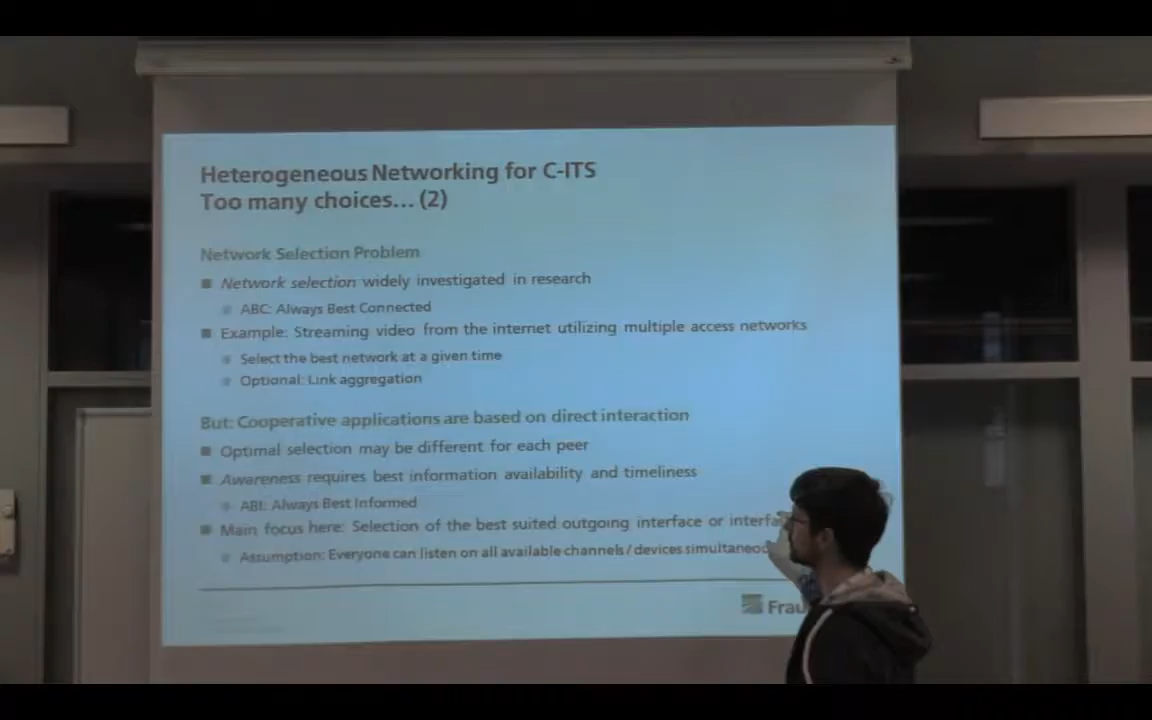 Heterogeneous Networking for C-ITS
Too many choices... (2)
Network Selection Problem
Network selection widely investigated in research
ABC: Always Best Connected
Example: Streaming video from the internet utilizing multiple access networks
Select the best network at a given time
Optional: Link aggregation
But: Cooperative applications are based on direct interaction
Optimal selection may be different for each peer
Awareness requires best information availability and timeliness
ABI: Always Best Informed
Main focus here: Selection of the best suited outgoing interface or
Assumption: Everyone can listen on all available channels / devices